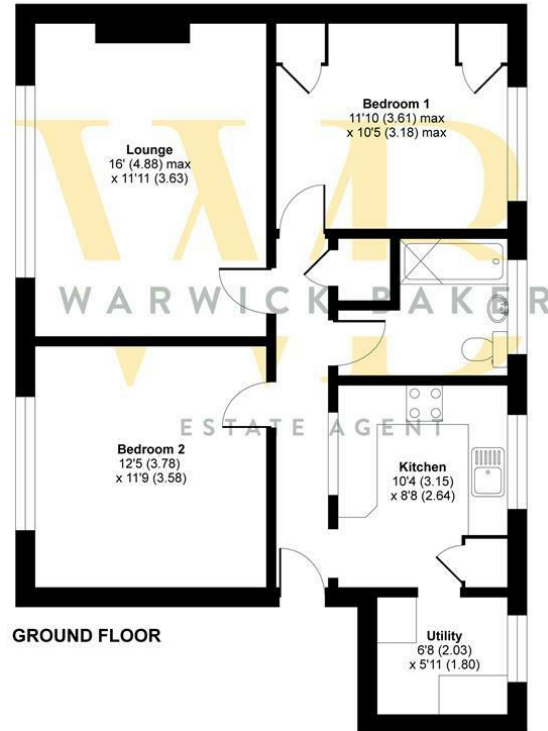 Lounge
16' (4.88) max
x 11'11 (3.63)
Bedroom 1
11'10 (3.61) max
x 10'5 (3.18) max
WB
WARWICK BAKER
ESTATE AGENT
Bedroom 2
12'5 (3.78)
x 11'9 (3.58)
Kitchen
10'4 (3.15)
x 8'8 (2.64)
Utility
6'8 (2.03)
x 5'11 (1.80)
GROUND FLOOR